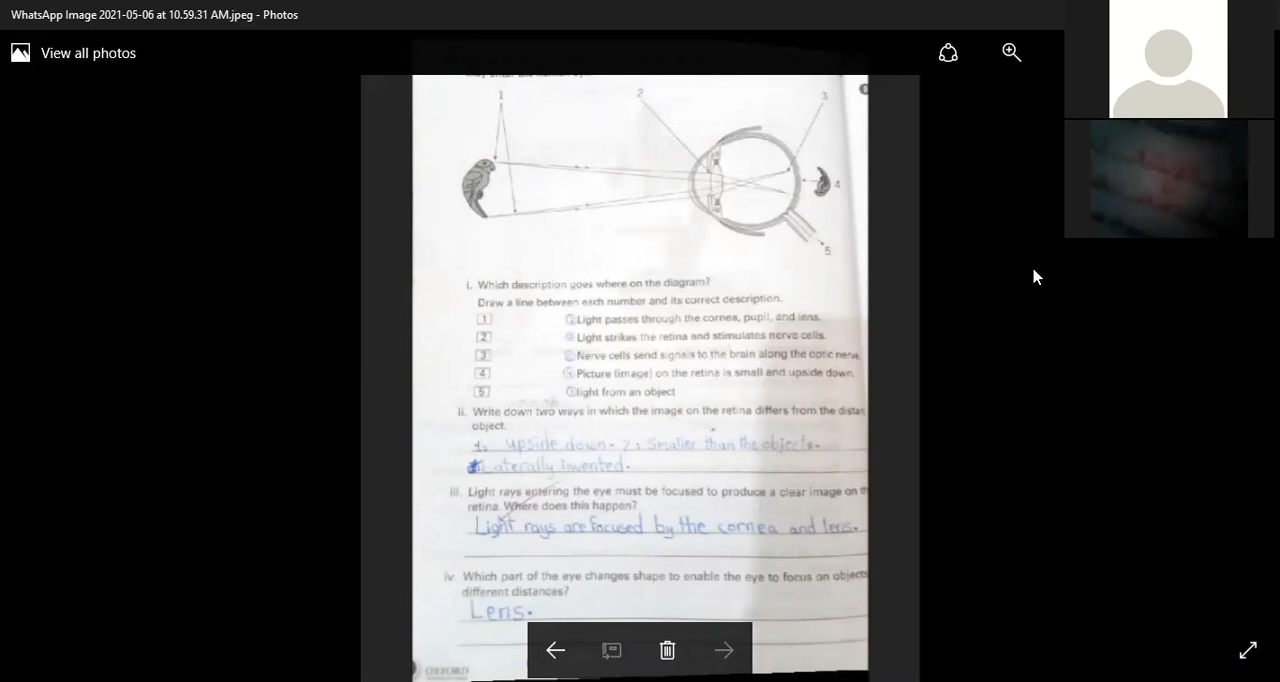 WhatsApp Image 2021-05-06 at 10.59.31 AM.jpeg - Photos
View all photos
1 2 3
4
5
i. Which description goes where on the diagram?
Draw a line between each number and its correct description.
1 Light passes through the cornea, pupil, and lens.
2 Light strikes the retina and stimulates nerve cells.
3 Nerve cells send signals to the brain along the optic nerve
4 Picture (image) on the retina is small and upside down.
5 light from an object
ii. Write down two ways in which the image on the retina differs from the distan
object.
1: Upside down. 2: Smaller than the objects.
Laterally invented.
iii. Light rays entering the eye must be focused to produce a clear image on th
retina. Where does this happen?
Light rays are focused by the cornea and lens.
iv. Which part of the eye changes shape to enable the eye to focus on objects
different distances?
Lens.
OXFORD